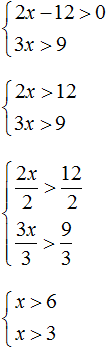 2x − 12 > 0
3x > 9
2x > 12
3x > 9
2x/2 > 12/2
3x/3 > 9/3
x > 6
x > 3